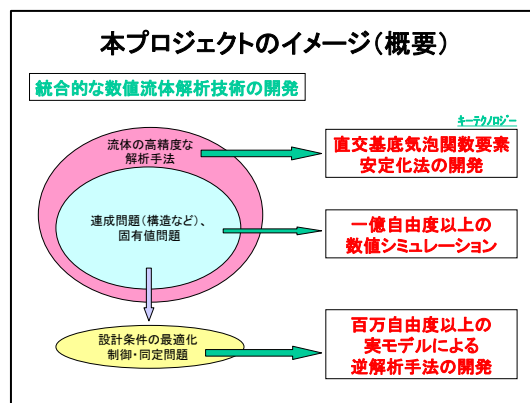 本プロジェクトのイメージ（概要）
統合的な数値流体解析技術の開発
キーテクノロジー
流体の高精度な
解析手法
直交基底気泡関数要素
安定化法の開発
連成問題（構造など）、
固有値問題
一億自由度以上の
数値シミュレーション
設計条件の最適化
制御・同定問題
百万自由度以上の
実モデルによる
逆解析手法の開発